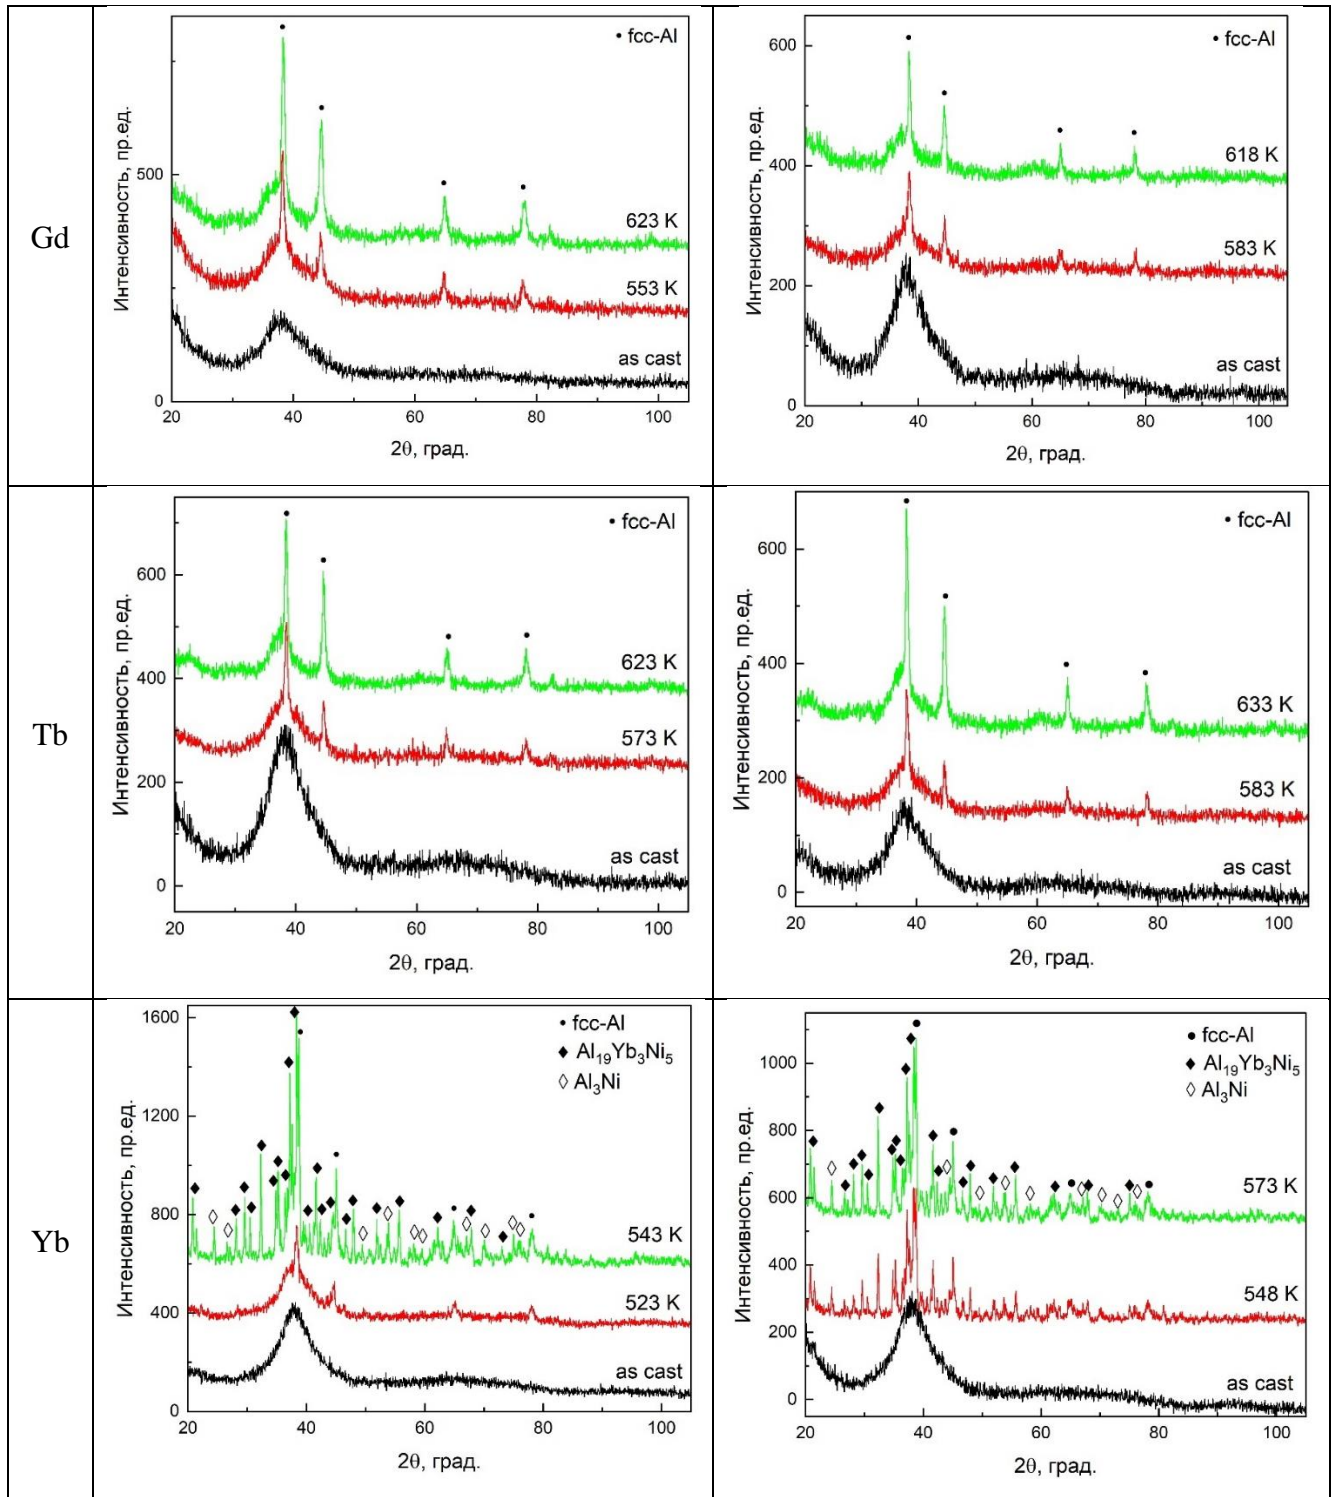 Gd
Интенсивность, пр.ед.
500
0
• fcc-Al
623 K
553 K
as cast
20 40 60 80 100
2θ, град.
Интенсивность, пр.ед.
600
400
200
0
• fcc-Al
618 K
583 K
as cast
20 40 60 80 100
2θ, град.
Tb
Интенсивность, пр.ед.
600
400
200
0
• fcc-Al
623 K
573 K
as cast
20 40 60 80 100
2θ, град.
Интенсивность, пр.ед.
600
400
200
0
• fcc-Al
633 K
583 K
as cast
20 40 60 80 100
2θ, град.
Yb
Интенсивность, пр.ед.
1600
1200
800
400
0
• fcc-Al
◆ Al₁₉Yb₃Ni₅
◇ Al₃Ni
543 K
523 K
as cast
20 40 60 80 100
2θ, град.
Интенсивность, пр.ед.
1000
800
600
400
200
0
● fcc-Al
◆ Al₁₉Yb₃Ni₅
◇ Al₃Ni
573 K
548 K
as cast
20 40 60 80 100
2θ, град.